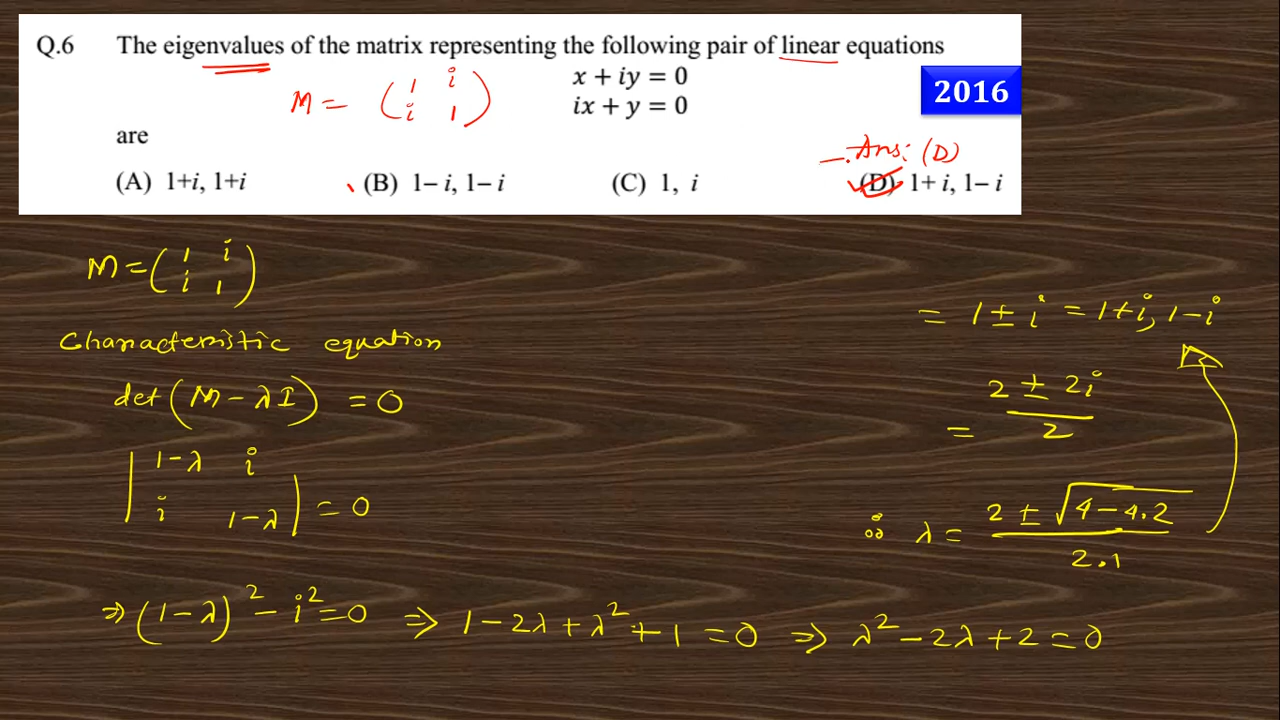 Q.6 The eigenvalues of the matrix representing the following pair of linear equations
x + iy = 0
M = ( 1 i
i 1 )
ix + y = 0
2016
are
Ans: (D)
(A) 1+i, 1+i (B) 1− i, 1− i (C) 1, i (D) 1+ i, 1− i
M = ( 1 i
i 1 )
Characteristic equation
det (M − λI) = 0
| 1−λ i
i 1−λ | = 0
⇒ (1−λ)² − i² = 0 ⇒ 1 − 2λ + λ² + 1 = 0 ⇒ λ² − 2λ + 2 = 0
∴ λ = 2 ± √4 − 4.2
2.1
= 2 ± 2i
2
= 1 ± i = 1+i, 1−i